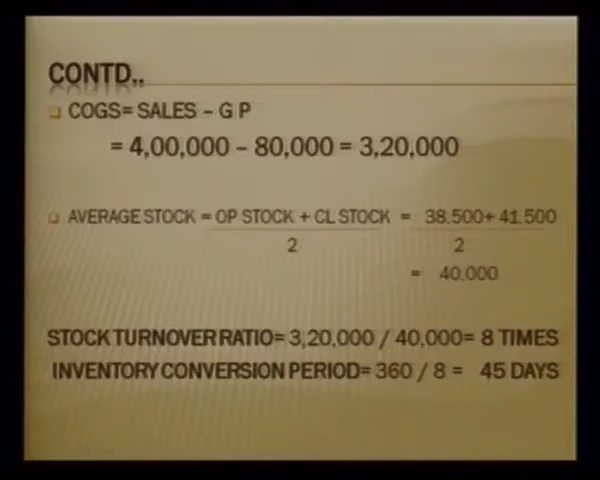 CONTD..
COGS= SALES – G P
= 4,00,000 – 80,000 = 3,20,000
AVERAGE STOCK = OP STOCK + CL STOCK = 38.500+ 41.500
2 2
= 40,000
STOCK TURNOVER RATIO= 3,20,000 / 40,000= 8 TIMES
INVENTORY CONVERSION PERIOD= 360 / 8 = 45 DAYS